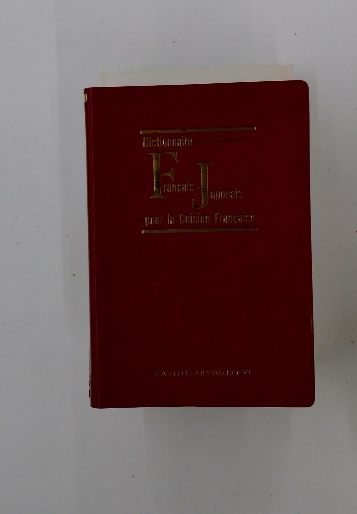 Dictionnaire
Français-Japonais
pour la Cuisine Française